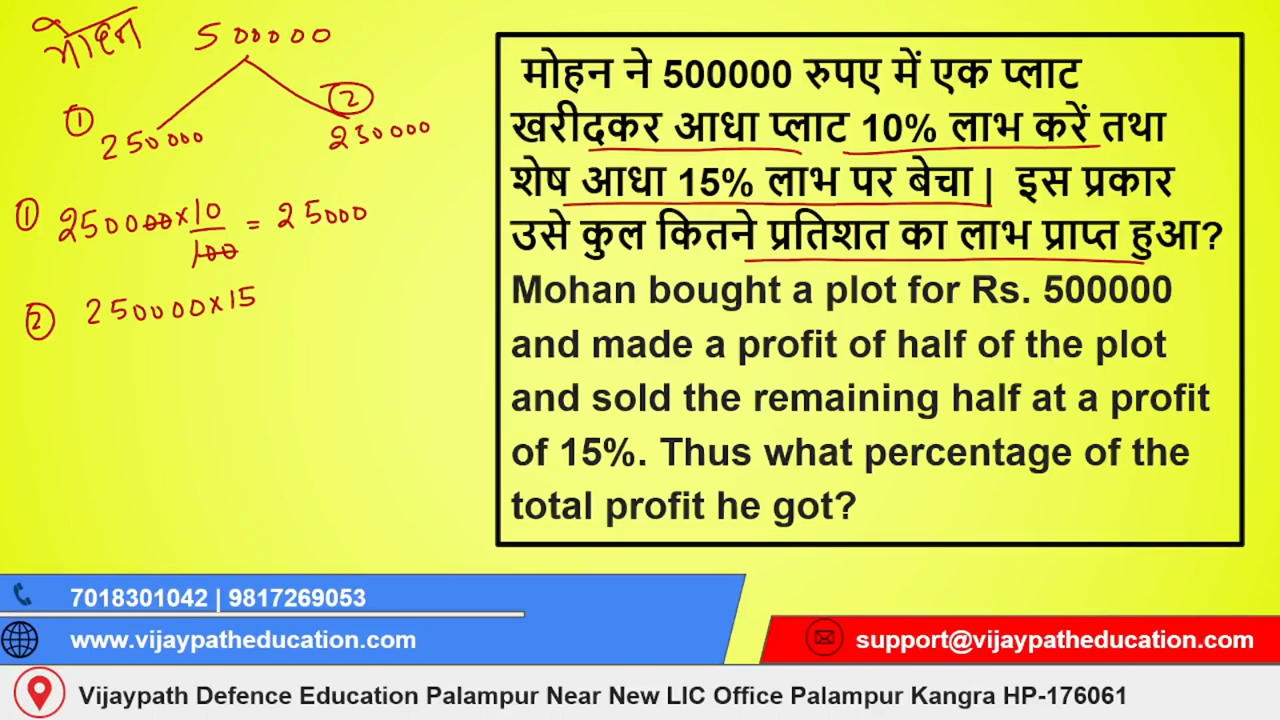 मोहन 500000
① 250000 ② 250000
① 250000×10/100 = 25000
② 250000×15
मोहन ने 500000 रुपए में एक प्लाट
खरीदकर आधा प्लाट 10% लाभ करें तथा
शेष आधा 15% लाभ पर बेचा| इस प्रकार
उसे कुल कितने प्रतिशत का लाभ प्राप्त हुआ?
Mohan bought a plot for Rs. 500000
and made a profit of half of the plot
and sold the remaining half at a profit
of 15%. Thus what percentage of the
total profit he got?
7018301042 | 9817269053
www.vijaypatheducation.com
support@vijaypatheducation.com
Vijaypath Defence Education Palampur Near New LIC Office Palampur Kangra HP-176061